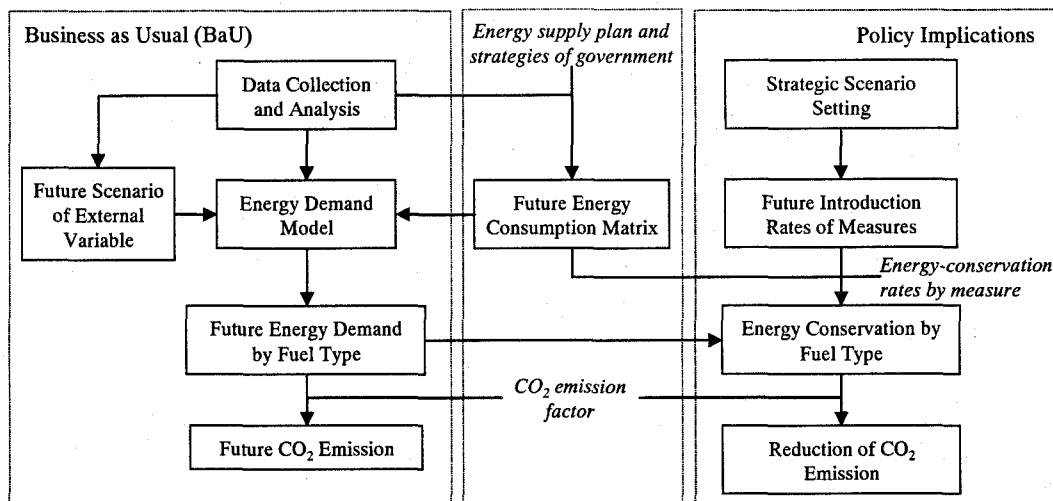 Business as Usual (BaU)
Data Collection
and Analysis
Future Scenario
of External
Variable
Energy Demand
Model
Future Energy Demand
by Fuel Type
Future CO₂ Emission
Energy supply plan and
strategies of government
Future Energy
Consumption Matrix
CO₂ emission
factor
Policy Implications
Strategic Scenario
Setting
Future Introduction
Rates of Measures
Energy-conservation
rates by measure
Energy Conservation by
Fuel Type
Reduction of CO₂
Emission